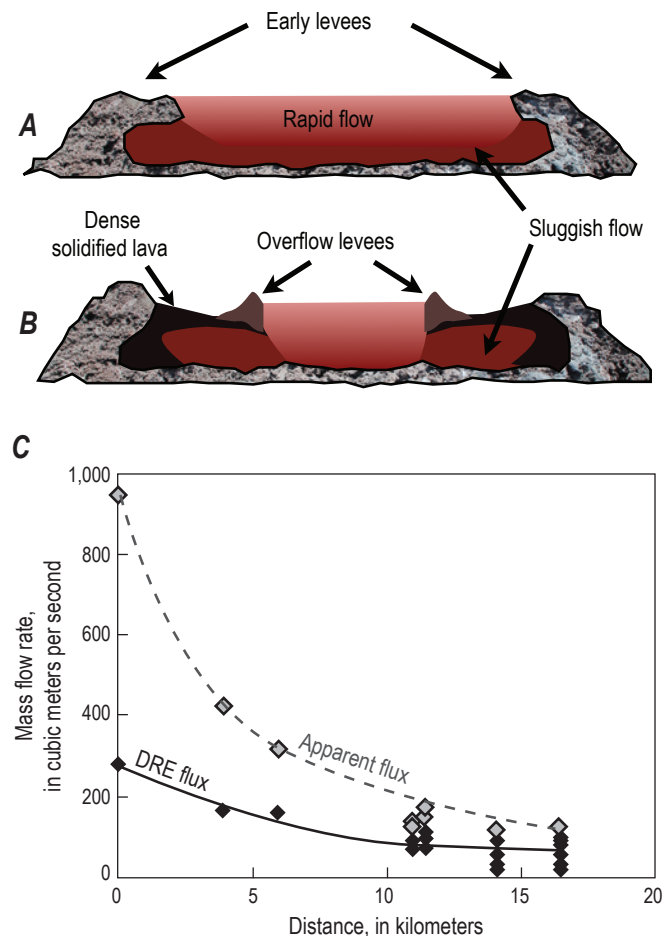 Early levees
A
Rapid flow
Dense
solidified lava
Overflow levees
Sluggish flow
B
C
Mass flow rate,
in cubic meters per second
1,000
800
600
400
200
0
Apparent flux
DRE flux
0
5
10
15
20
Distance, in kilometers